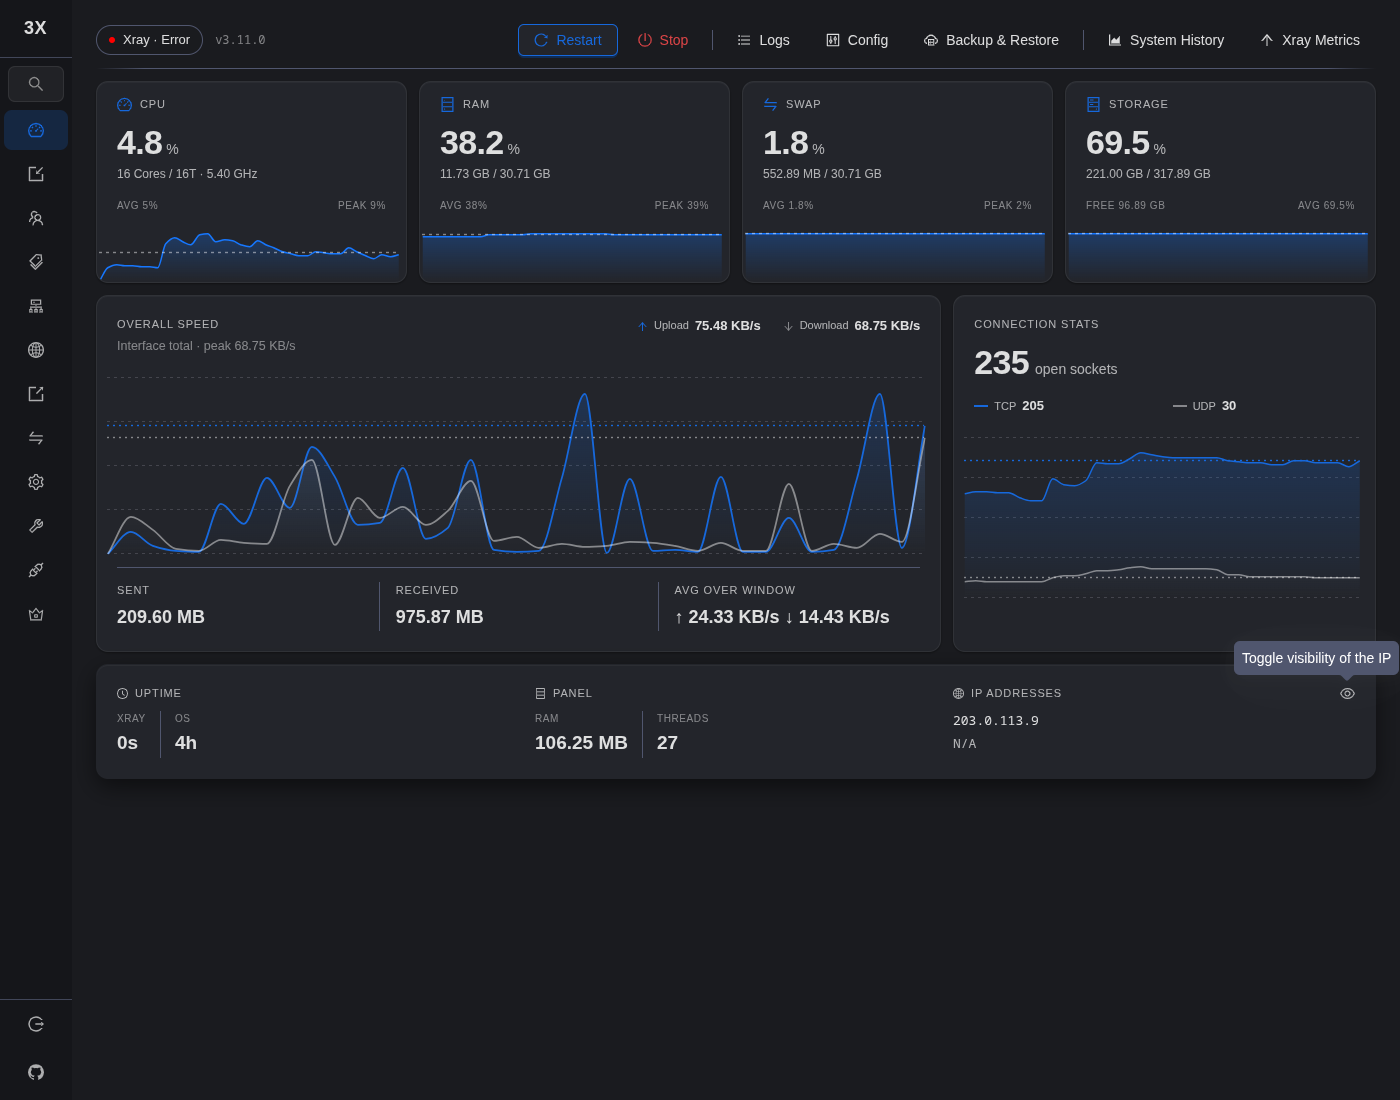 3X
Xray · Error
v3.11.0
Restart
Stop
Logs
Config
Backup & Restore
System History
Xray Metrics
CPU
4.8 %
16 Cores / 16T · 5.40 GHz
AVG 5%
PEAK 9%
RAM
38.2 %
11.73 GB / 30.71 GB
AVG 38%
PEAK 39%
SWAP
1.8 %
552.89 MB / 30.71 GB
AVG 1.8%
PEAK 2%
STORAGE
69.5 %
221.00 GB / 317.89 GB
FREE 96.89 GB
AVG 69.5%
OVERALL SPEED
Upload 75.48 KB/s
Download 68.75 KB/s
Interface total · peak 68.75 KB/s
SENT
209.60 MB
RECEIVED
975.87 MB
AVG OVER WINDOW
↑ 24.33 KB/s ↓ 14.43 KB/s
CONNECTION STATS
235 open sockets
TCP 205
UDP 30
Toggle visibility of the IP
UPTIME
XRAY
0s
OS
4h
PANEL
RAM
106.25 MB
THREADS
27
IP ADDRESSES
203.0.113.9
N/A